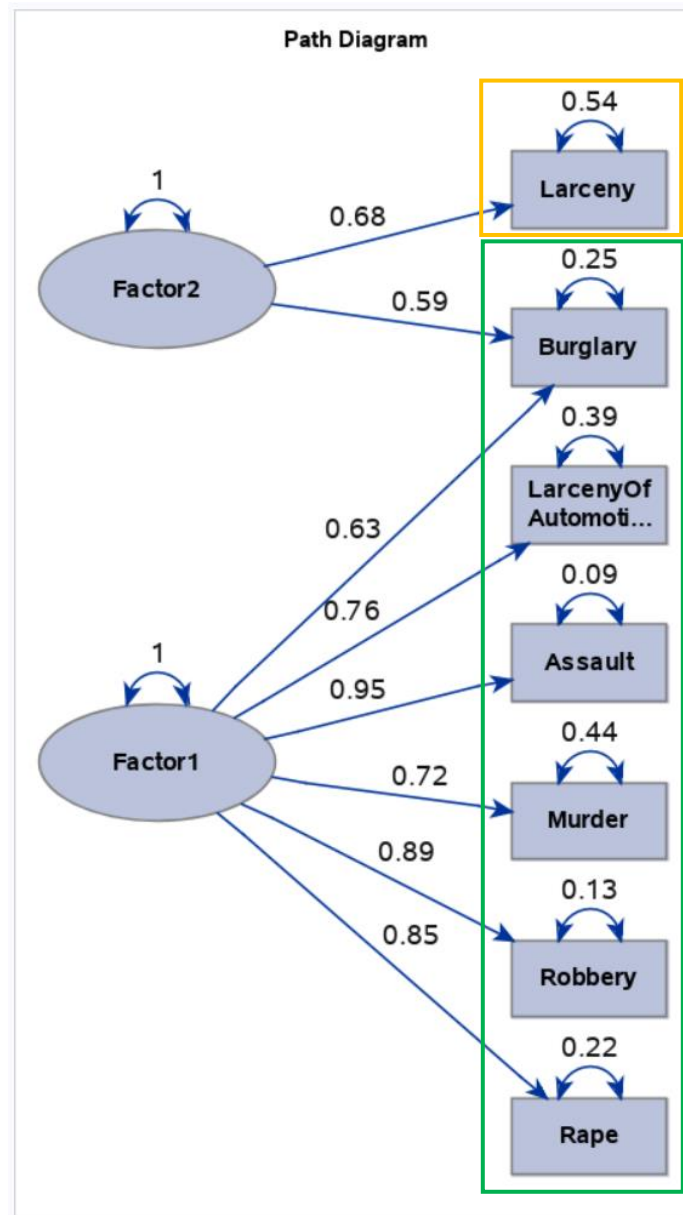 Path Diagram
0.54
Larceny
1
0.68
Factor2
0.25
0.59
Burglary
0.39
LarcenyOf
Automoti...
0.63
0.76
0.09
Assault
1
0.95
Factor1
0.44
0.72
Murder
0.89
0.13
0.85
Robbery
0.22
Rape